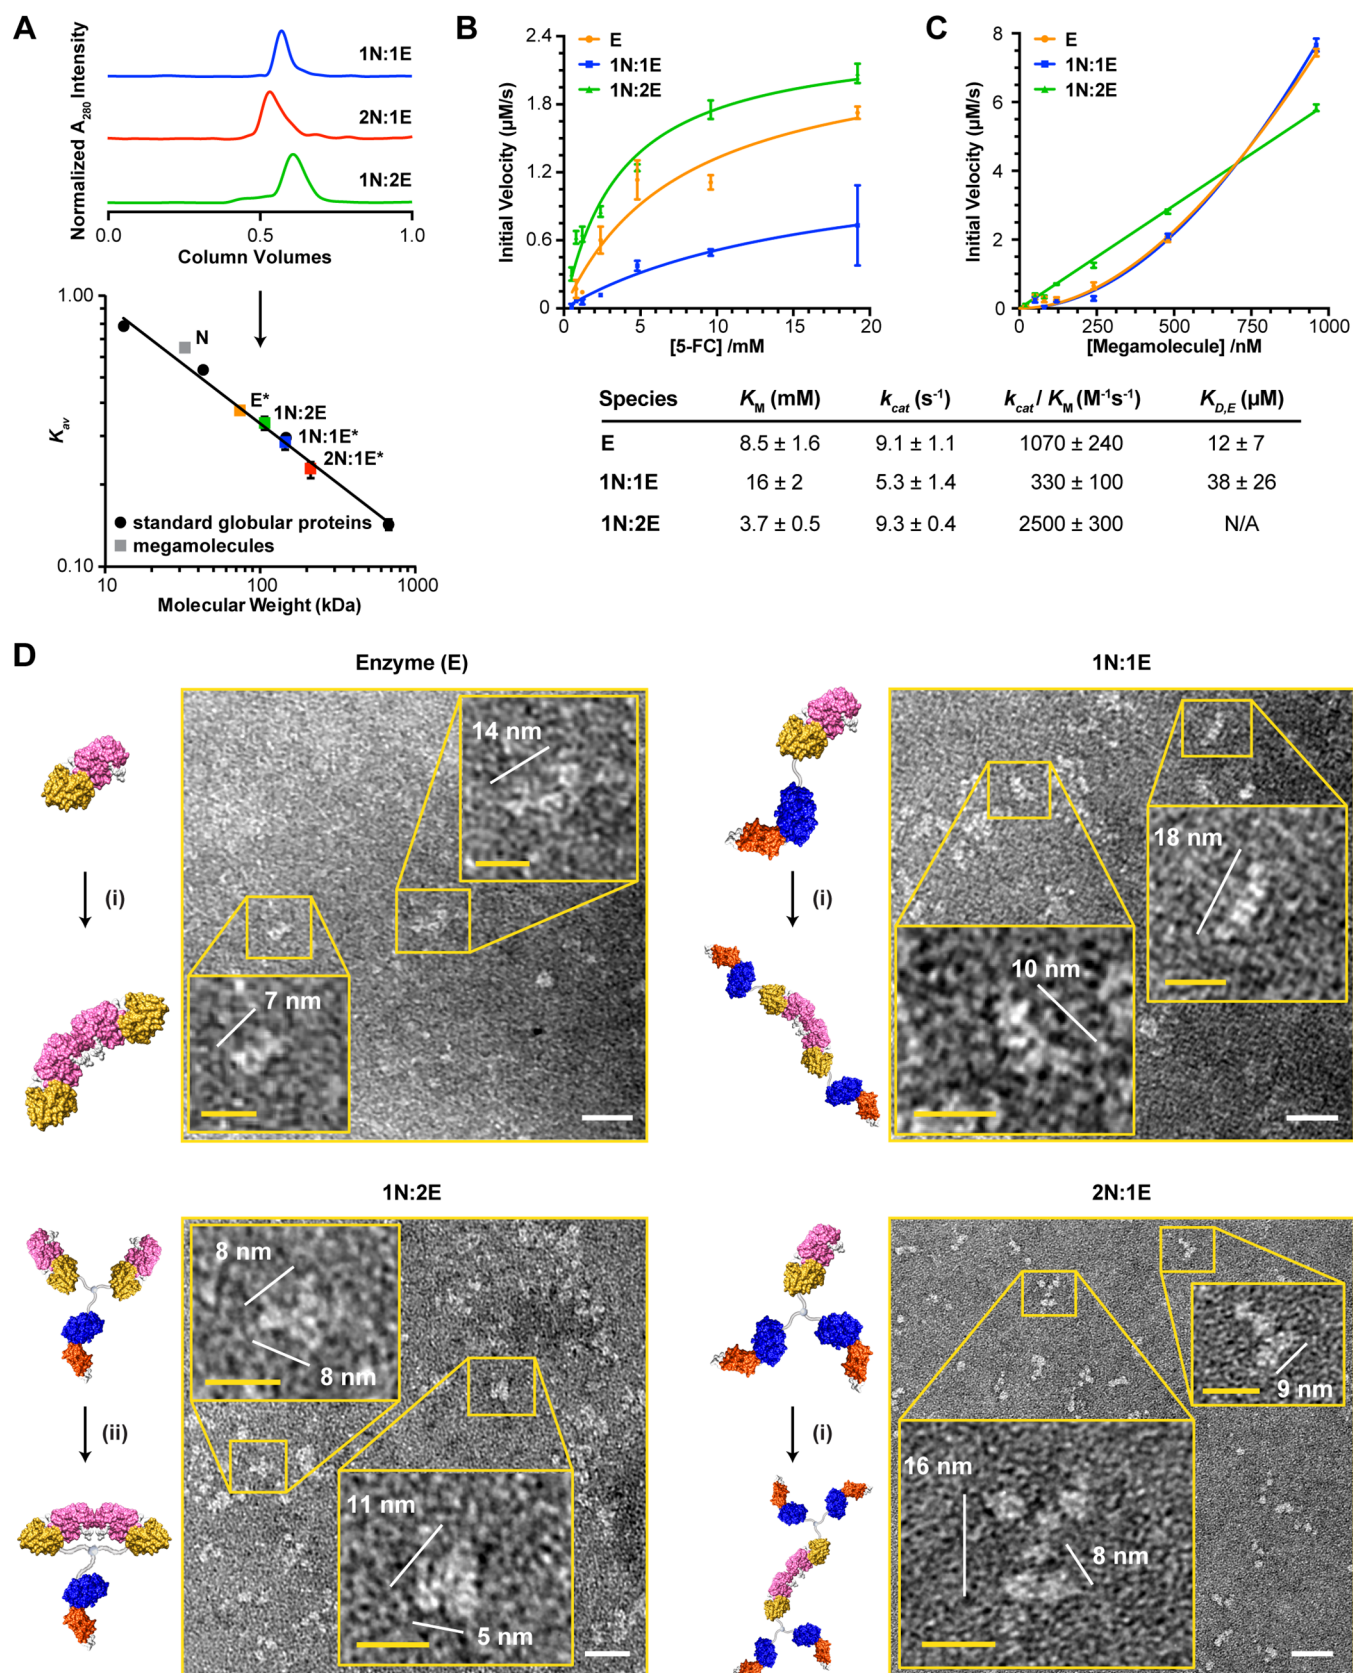 A
Normalized A280 Intensity
1N:1E
2N:1E
1N:2E
0.0
0.5
1.0
Column Volumes
1.00
Kav
0.10
N
E*
1N:2E
1N:1E*
2N:1E*
standard globular proteins
megamolecules
10
100
1000
Molecular Weight (kDa)
B
Initial Velocity (µM/s)
2.4
1.8
1.2
0.6
0
E
1N:1E
1N:2E
0
5
10
15
20
[5-FC] /mM
C
Initial Velocity (µM/s)
8
6
4
2
0
E
1N:1E
1N:2E
0
250
500
750
1000
[Megamolecule] /nM
Species KM (mM) kcat (s-1) kcat/ KM (M-1s-1) KD,E (µM)
E 8.5 ± 1.6 9.1 ± 1.1 1070 ± 240 12 ± 7
1N:1E 16 ± 2 5.3 ± 1.4 330 ± 100 38 ± 26
1N:2E 3.7 ± 0.5 9.3 ± 0.4 2500 ± 300 N/A
D
Enzyme (E)
(i)
14 nm
7 nm
1N:1E
(i)
18 nm
10 nm
1N:2E
(ii)
8 nm
8 nm
11 nm
5 nm
2N:1E
(i)
9 nm
16 nm
8 nm